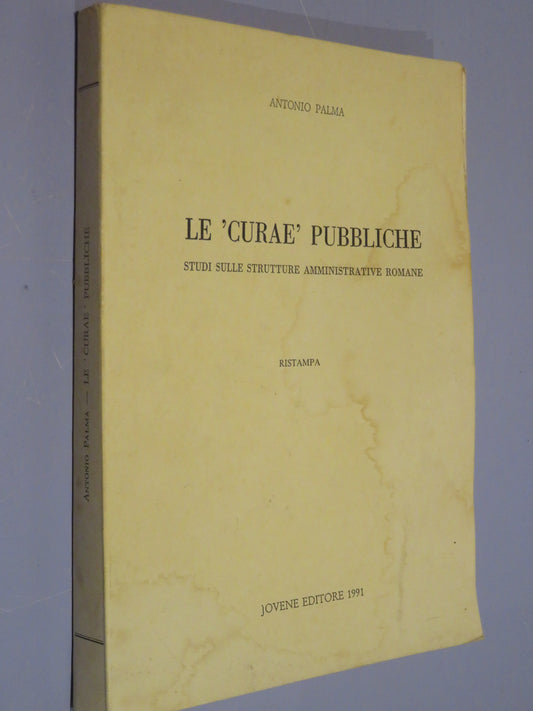 ANTONIO PALMA
LE 'CURAE' PUBBLICHE
STUDI SULLE STRUTTURE AMMINISTRATIVE ROMANE
RISTAMPA
JOVENE EDITORE 1991
ANTONIO PALMA — LE 'CURAE' PUBBLICHE